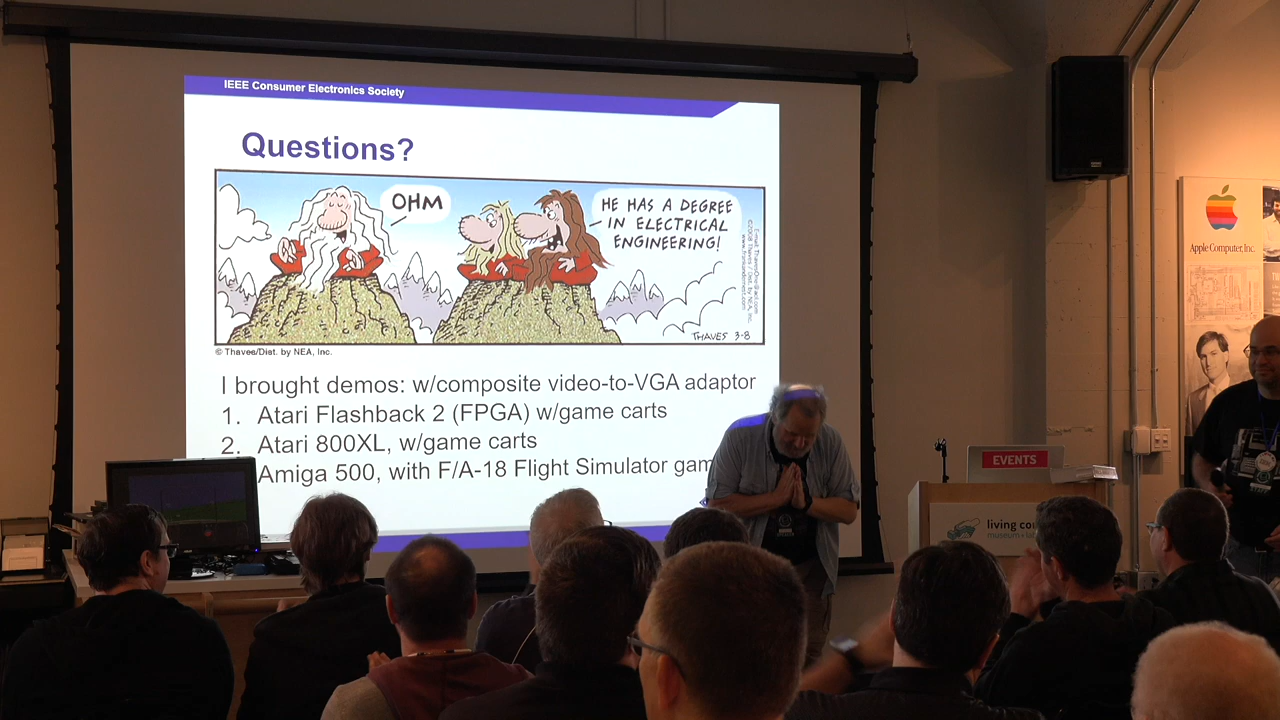 IEEE Consumer Electronics Society
Questions?
OHM
HE HAS A DEGREE
IN ELECTRICAL
ENGINEERING!
THAVES 3-8
© Thaves/Dist. by NEA, Inc.
I brought demos: w/composite video-to-VGA adaptor
1. Atari Flashback 2 (FPGA) w/game carts
2. Atari 800XL, w/game carts
Amiga 500, with F/A-18 Flight Simulator gam
EVENTS
living co
museum + la
Apple Computer, Inc.